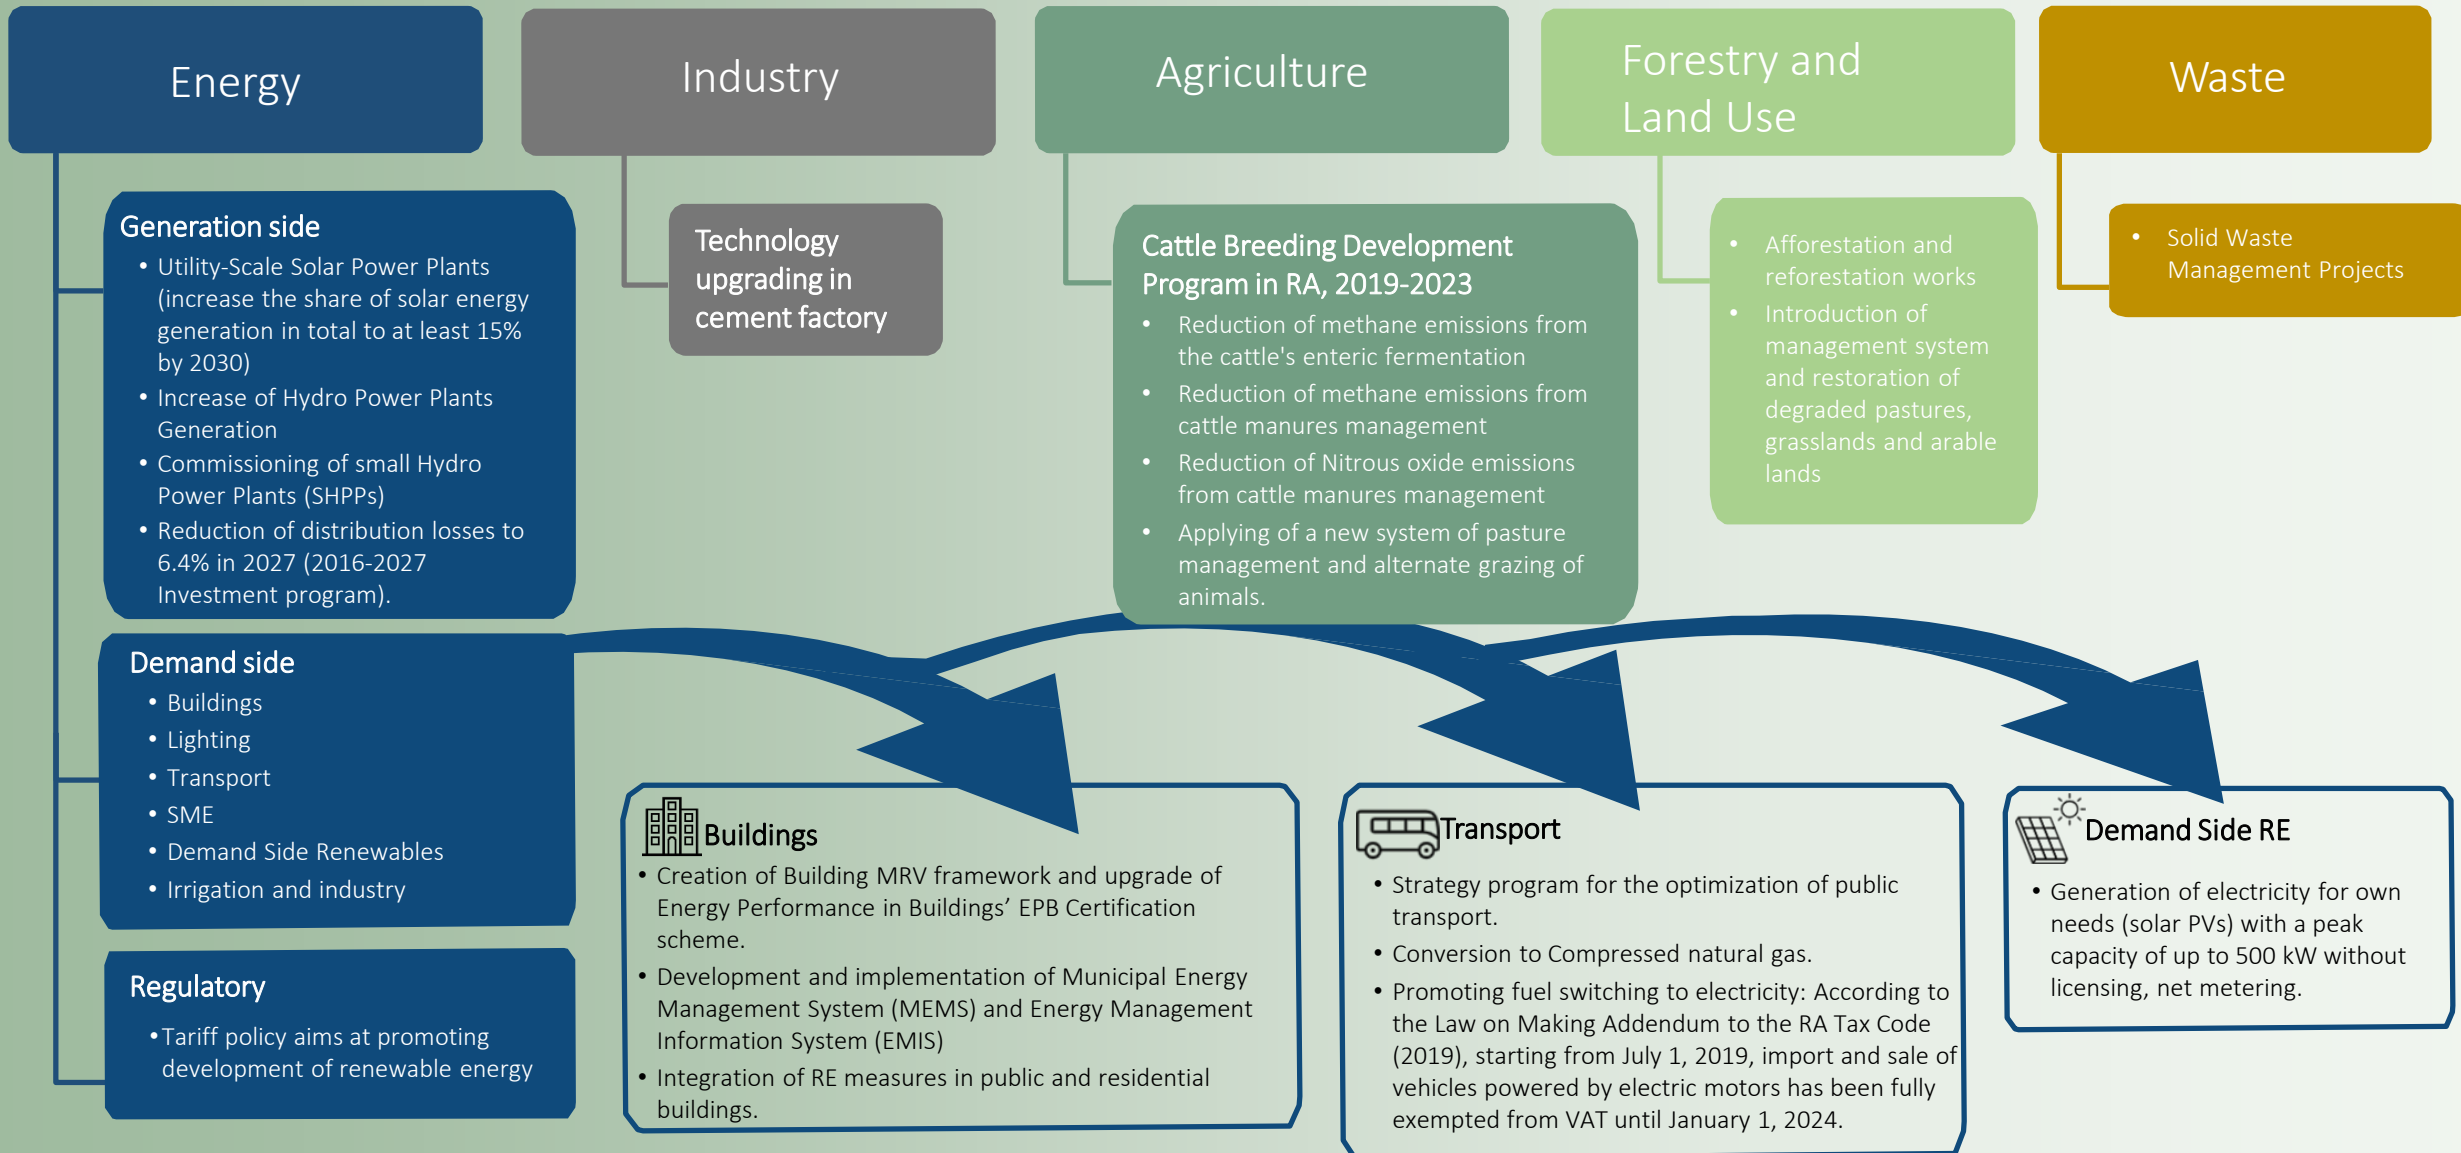 Energy
Industry
Agriculture
Forestry and
Land Use
Waste
Generation side
• Utility-Scale Solar Power Plants
(increase the share of solar energy
generation in total to at least 15%
by 2030)
• Increase of Hydro Power Plants
Generation
• Commissioning of small Hydro
Power Plants (SHPPs)
• Reduction of distribution losses to
6.4% in 2027 (2016-2027
Investment program).
Technology
upgrading in
cement factory
Cattle Breeding Development
Program in RA, 2019-2023
• Reduction of methane emissions from
the cattle's enteric fermentation
• Reduction of methane emissions from
cattle manures management
• Reduction of Nitrous oxide emissions
from cattle manures management
• Applying of a new system of pasture
management and alternate grazing of
animals.
• Afforestation and
reforestation works
• Introduction of
management system
and restoration of
degraded pastures,
grasslands and arable
lands
• Solid Waste
Management Projects
Demand side
• Buildings
• Lighting
• Transport
• SME
• Demand Side Renewables
• Irrigation and industry
Regulatory
• Tariff policy aims at promoting
development of renewable energy
Buildings
• Creation of Building MRV framework and upgrade of
Energy Performance in Buildings’ EPB Certification
scheme.
• Development and implementation of Municipal Energy
Management System (MEMS) and Energy Management
Information System (EMIS)
• Integration of RE measures in public and residential
buildings.
Transport
• Strategy program for the optimization of public
transport.
• Conversion to Compressed natural gas.
• Promoting fuel switching to electricity: According to
the Law on Making Addendum to the RA Tax Code
(2019), starting from July 1, 2019, import and sale of
vehicles powered by electric motors has been fully
exempted from VAT until January 1, 2024.
Demand Side RE
• Generation of electricity for own
needs (solar PVs) with a peak
capacity of up to 500 kW without
licensing, net metering.